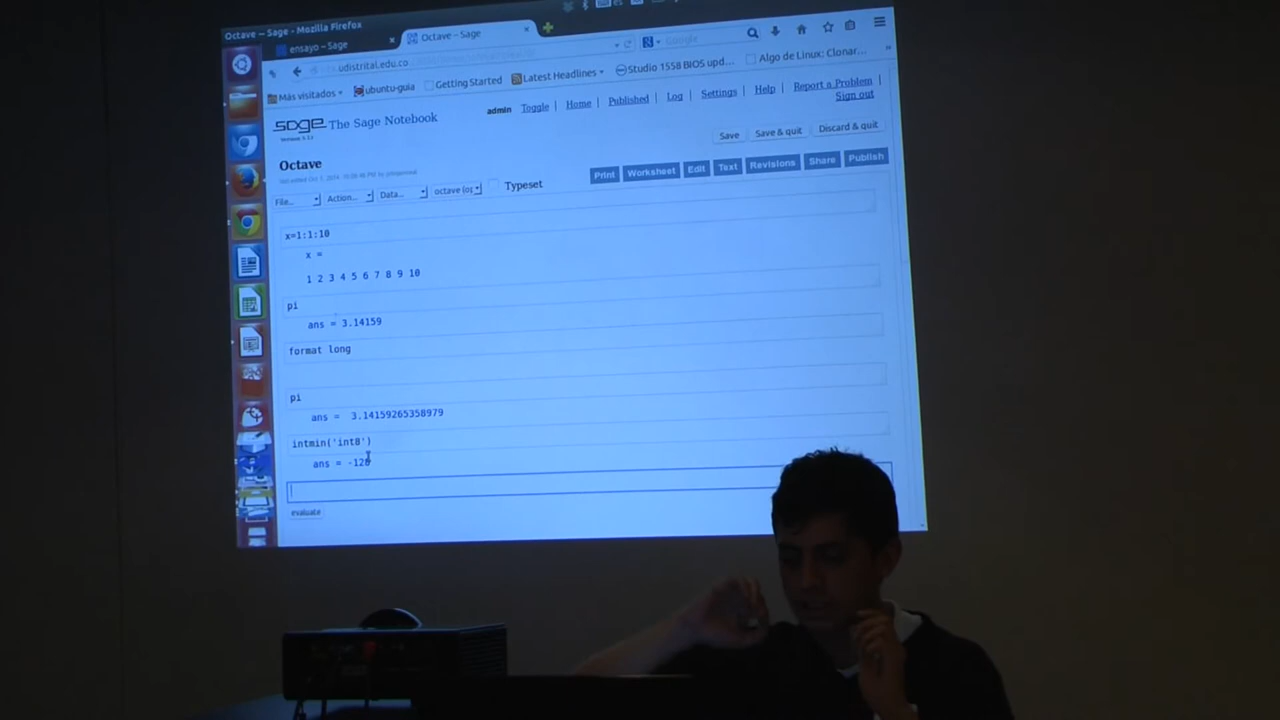 Octave – Sage - Mozilla Firefox
ensayo – Sage
Octave – Sage
udistrital.edu.co
Google
Más visitados
ubuntu-guia
Getting Started
Latest Headlines
Studio 1558 BIOS upd...
Algo de Linux: Clonar...
sage The Sage Notebook
admin Toggle | Home | Published | Log | Settings | Help | Report a Problem |
Sign out
Save Save & quit Discard & quit
Octave
Print Worksheet Edit Text Revisions Share Publish
File... Action... Data... Typeset
x=1:1:10
x =
1 2 3 4 5 6 7 8 9 10
pi
ans = 3.14159
format long
pi
ans = 3.14159265358979
intmin('int8')
ans = -128
evaluate